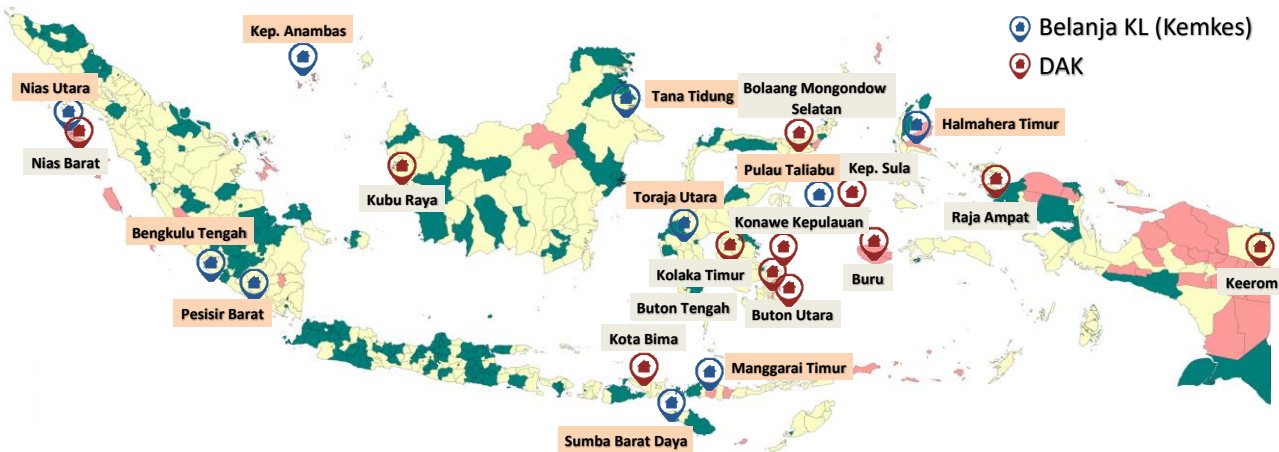 Belanja KL (Kemkes)
DAK
Kep. Anambas
Nias Utara
Nias Barat
Tana Tidung
Bolaang Mongondow
Selatan
Halmahera Timur
Kubu Raya
Pulau Taliabu
Kep. Sula
Toraja Utara
Raja Ampat
Bengkulu Tengah
Konawe Kepulauan
Kolaka Timur
Buru
Keerom
Pesisir Barat
Buton Tengah
Buton Utara
Kota Bima
Manggarai Timur
Sumba Barat Daya